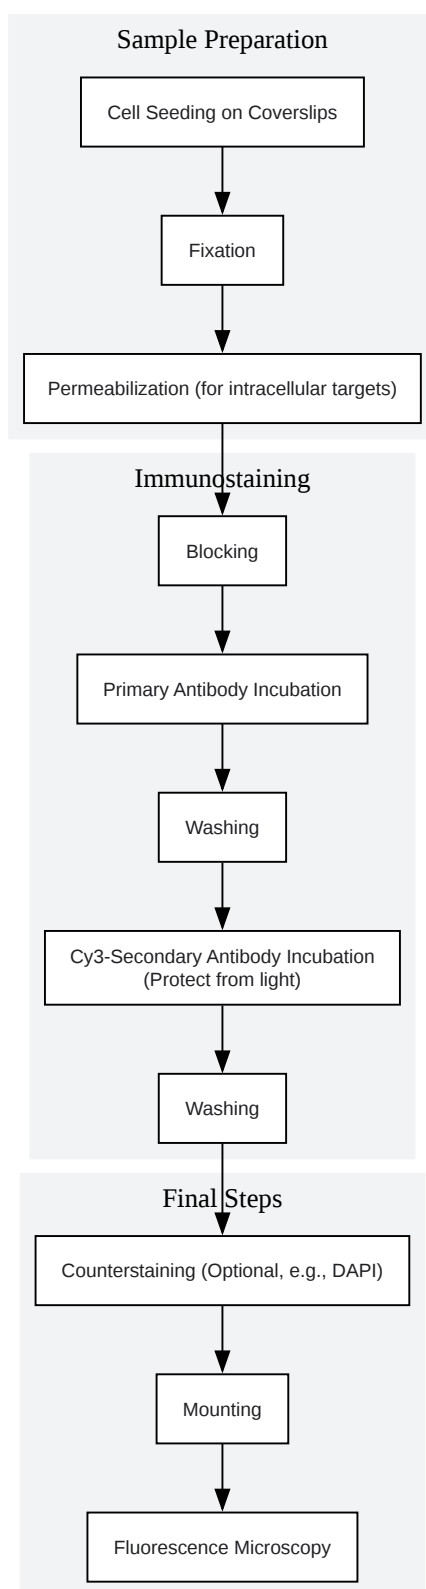 Sample Preparation
Cell Seeding on Coverslips
Fixation
Permeabilization (for intracellular targets)
Immunostaining
Blocking
Primary Antibody Incubation
Washing
Cy3-Secondary Antibody Incubation
(Protect from light)
Washing
Final Steps
Counterstaining (Optional, e.g., DAPI)
Mounting
Fluorescence Microscopy